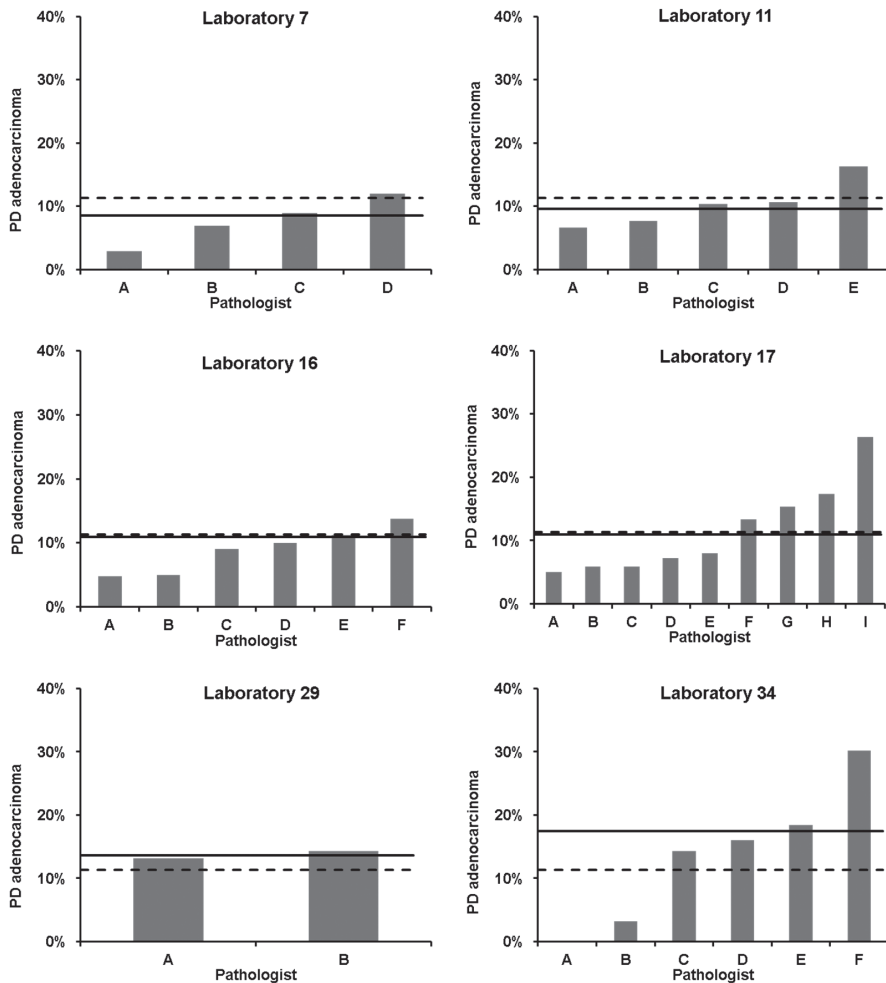 Laboratory 7
PD adenocarcinoma
40%
30%
20%
10%
0%
A B C D
Pathologist
Laboratory 11
PD adenocarcinoma
40%
30%
20%
10%
0%
A B C D E
Pathologist
Laboratory 16
PD adenocarcinoma
40%
30%
20%
10%
0%
A B C D E F
Pathologist
Laboratory 17
PD adenocarcinoma
40%
30%
20%
10%
0%
A B C D E F G H I
Pathologist
Laboratory 29
PD adenocarcinoma
40%
30%
20%
10%
0%
A B
Pathologist
Laboratory 34
PD adenocarcinoma
40%
30%
20%
10%
0%
A B C D E F
Pathologist